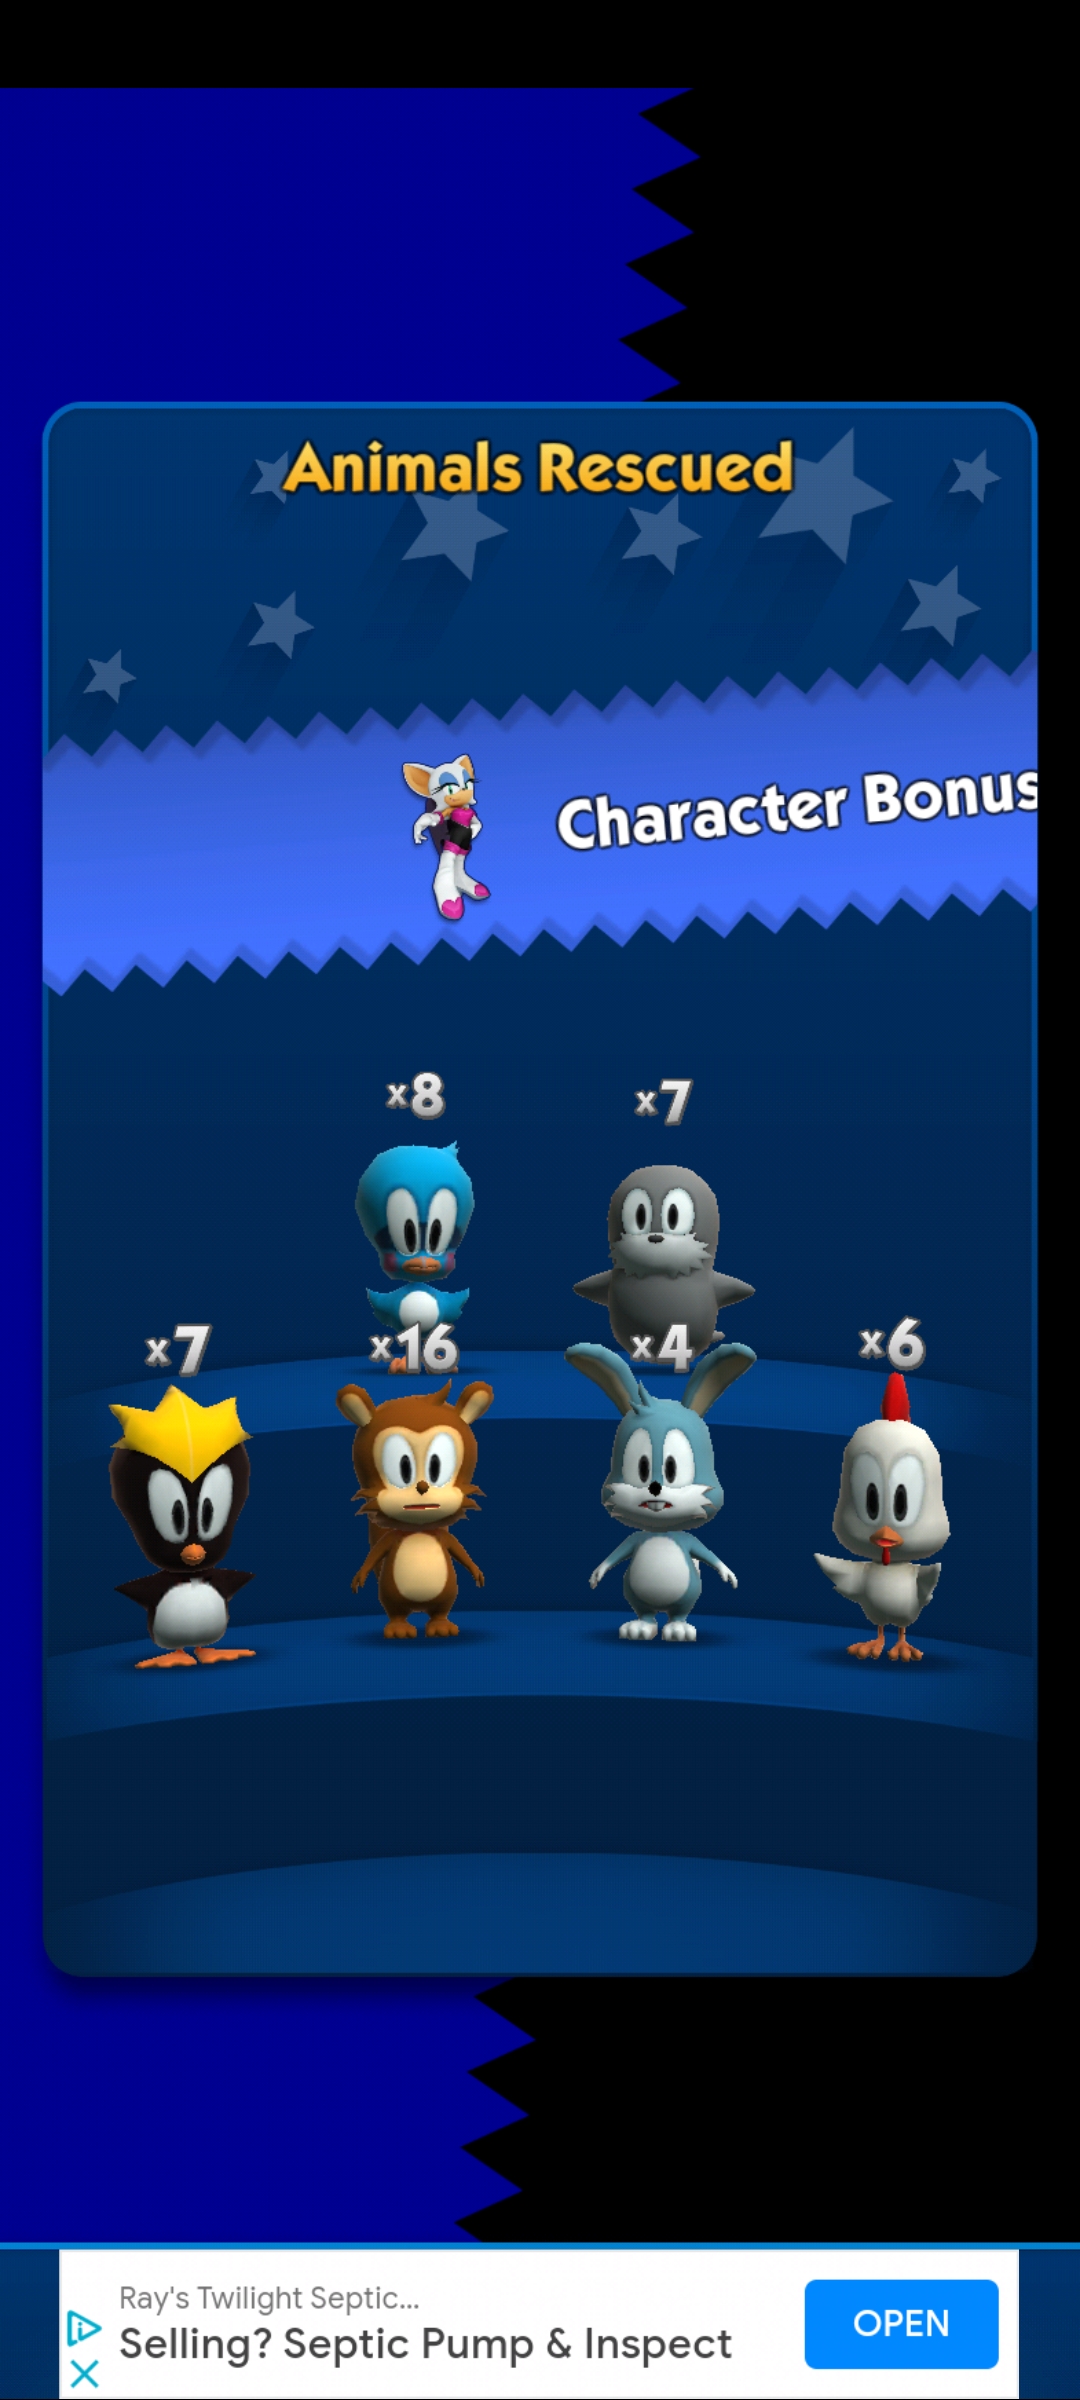 Animals Rescued
Character Bonus
x8
x7
x7
x16
x4
x6
Ray's Twilight Septic...
Selling? Septic Pump & Inspect
OPEN